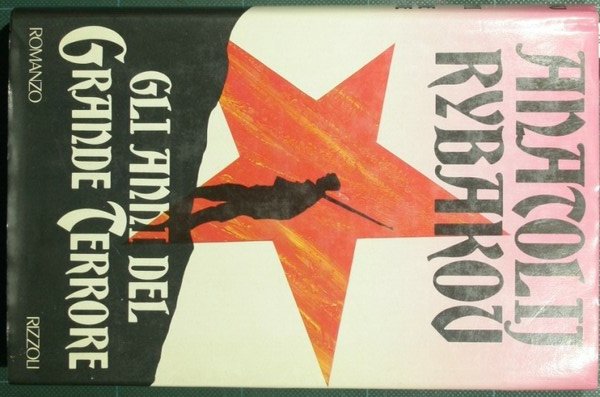 ANATOLIJ
RYBAKOV
GLI ANNI DEL
GRANDE TERRORE
ROMANZO
RIZZOLI